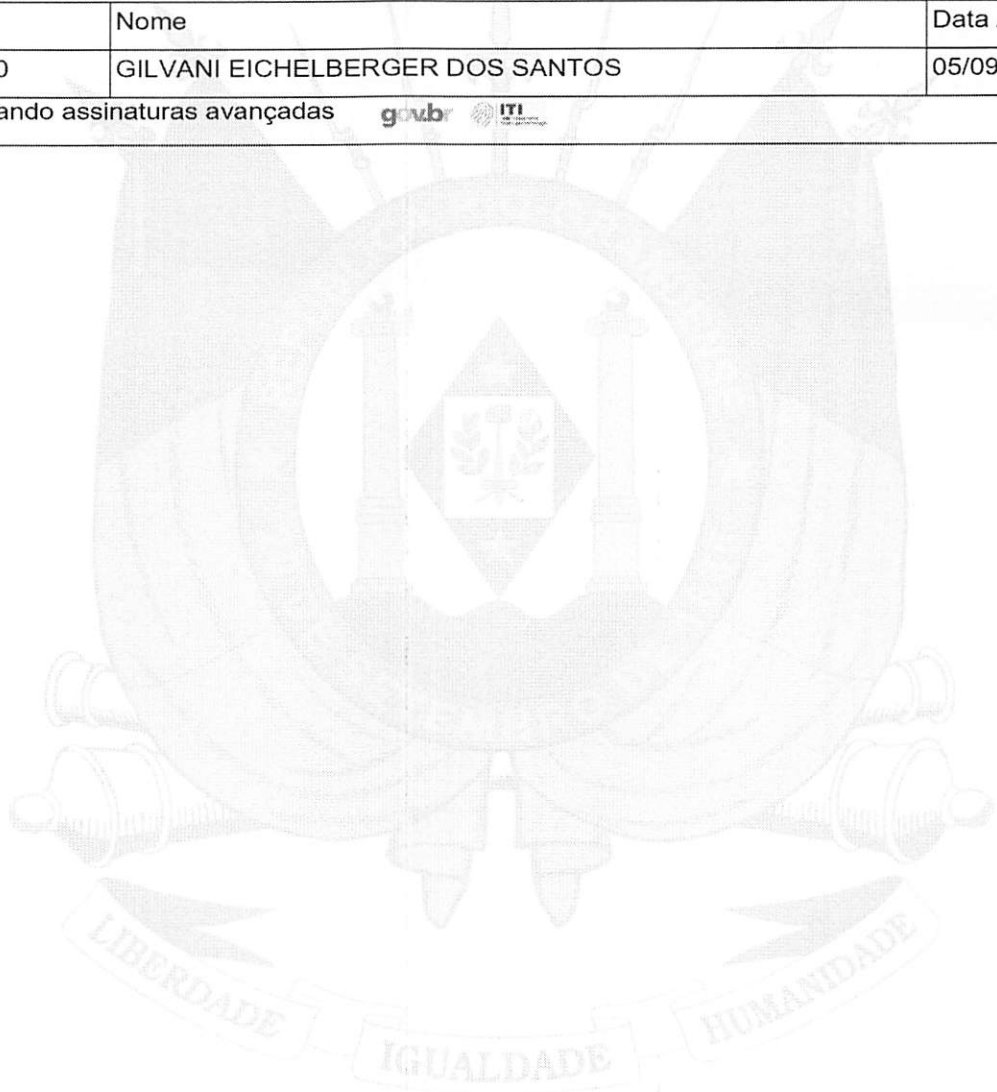 Nome Data
0 GILVANI EICHELBERGER DOS SANTOS 05/09
ando assinaturas avançadas gov.br ITI
LIBERDADE IGUALDADE HUMANIDADE